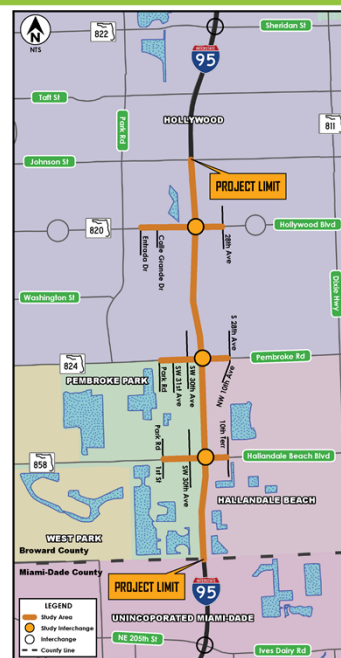 N
NTS
822
Sheridan St
INTERSTATE
95
Taft St
Park Rd
HOLLYWOOD
811
Johnson St
PROJECT LIMIT
820
Hollywood Blvd
Entrada Dr
Calle Grande Dr
28th Ave
Washington St
Dixie Hwy
S 28th Ave
824
Pembroke Rd
PEMBROKE PARK
Park Rd
SW 31st Ave
SW 30th Ave
NW 10th Ave
Park Rd
10th Terr
858
Hallandale Beach Blvd
1st St
SW 30th Ave
HALLANDALE BEACH
WEST PARK
Broward County
Miami-Dade County
PROJECT LIMIT
INTERSTATE
95
LEGEND
Study Area
Study Interchange
Interchange
County Line
UNINCOPORATED MIAMI-DADE
NE 205th St
Ives Dairy Rd